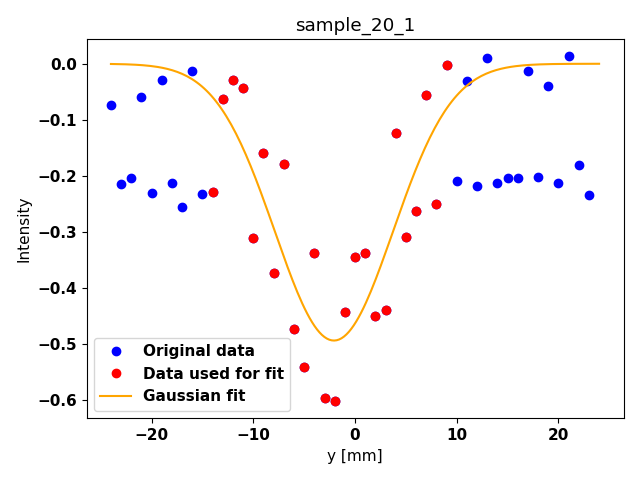 sample_20_1
0.0
−0.1
−0.2
−0.3
−0.4
−0.5
−0.6
Intensity
Original data
Data used for fit
Gaussian fit
−20 −10 0 10 20
y [mm]